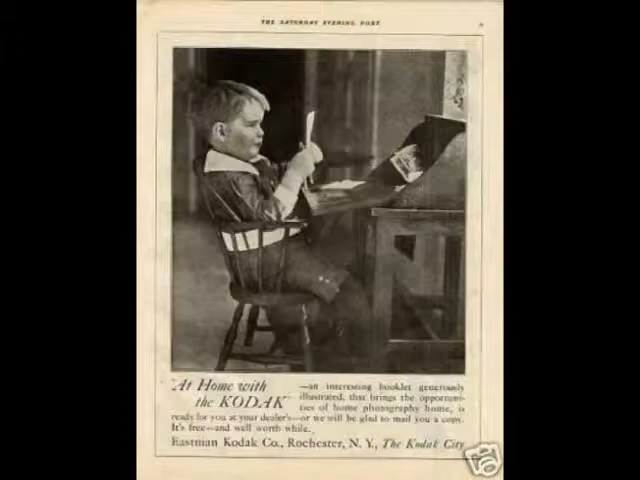 THE SATURDAY EVENING POST
"At Home with
the KODAK"
—an interesting booklet generously
illustrated, that brings the opportuni-
ties of home photography home, is
ready for you at your dealer's—or we will be glad to mail you a copy.
It's free—and well worth while.
Eastman Kodak Co., Rochester, N. Y., The Kodak City